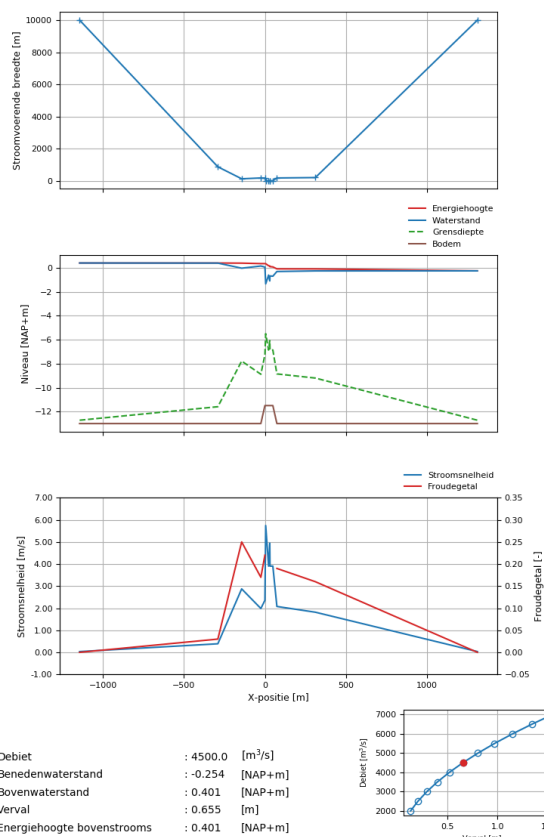 10000
8000
6000
4000
2000
0
Stroomvoerende breedte [m]
Energiehoogte
Waterstand
Grensdiepte
Bodem
0
−2
−4
−6
−8
−10
−12
Niveau [NAP+m]
Stroomsnelheid
Froudegetal
7.00
6.00
5.00
4.00
3.00
2.00
1.00
0.00
-1.00
Stroomsnelheid [m/s]
0.35
0.30
0.25
0.20
0.15
0.10
0.05
0.00
−0.05
Froudegetal [-]
−1000 −500 0 500 1000
X-positie [m]
7000
6000
5000
4000
3000
2000
Debiet [m³/s]
0.5 1.0
Debiet : 4500.0 [m³/s]
Benedenwaterstand : -0.254 [NAP+m]
Bovenwaterstand : 0.401 [NAP+m]
Verval : 0.655 [m]
Energiehoogte bovenstrooms : 0.401 [NAP+m]